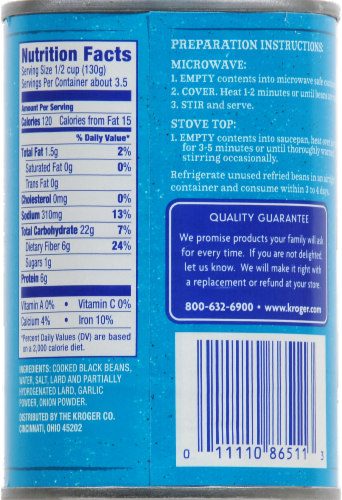 Nutrition Facts
Serving Size 1/2 cup (130g)
Servings Per Container about 3.5
Amount Per Serving
Calories 120 Calories from Fat 15
% Daily Value*
Total Fat 1.5g 2%
Saturated Fat 0g 0%
Trans Fat 0g
Cholesterol 0mg 0%
Sodium 310mg 13%
Total Carbohydrate 22g 7%
Dietary Fiber 6g 24%
Sugars 1g
Protein 6g
Vitamin A 0% • Vitamin C 0%
Calcium 4% • Iron 10%
*Percent Daily Values (DV) are based
on a 2,000 calorie diet.
INGREDIENTS: COOKED BLACK BEANS,
WATER, SALT, LARD AND PARTIALLY
HYDROGENATED LARD, GARLIC
POWDER, ONION POWDER.
DISTRIBUTED BY THE KROGER CO.
CINCINNATI, OHIO 45202
PREPARATION INSTRUCTIONS:
MICROWAVE:
1. EMPTY contents into microwave safe
2. COVER. Heat 1-2 minutes or until beans
3. STIR and serve.
STOVE TOP:
1. EMPTY contents into saucepan, heat
for 3-5 minutes or until thoroughly warmed
stirring occasionally.
Refrigerate unused refried beans in an
container and consume within 3 to 4 days.
QUALITY GUARANTEE
We promise products your family will ask
for every time. If you are not delighted,
let us know. We will make it right with
a replacement or refund at your store.
800-632-6900 • www.kroger.com
0 11110 86511 3